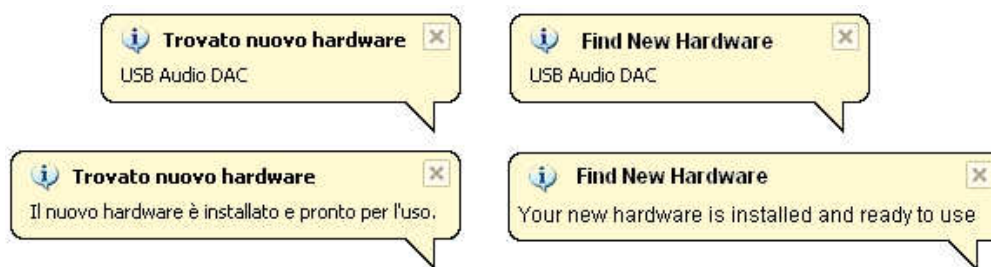 Trovato nuovo hardware
USB Audio DAC
Find New Hardware
USB Audio DAC
Trovato nuovo hardware
Il nuovo hardware è installato e pronto per l'uso.
Find New Hardware
Your new hardware is installed and ready to use